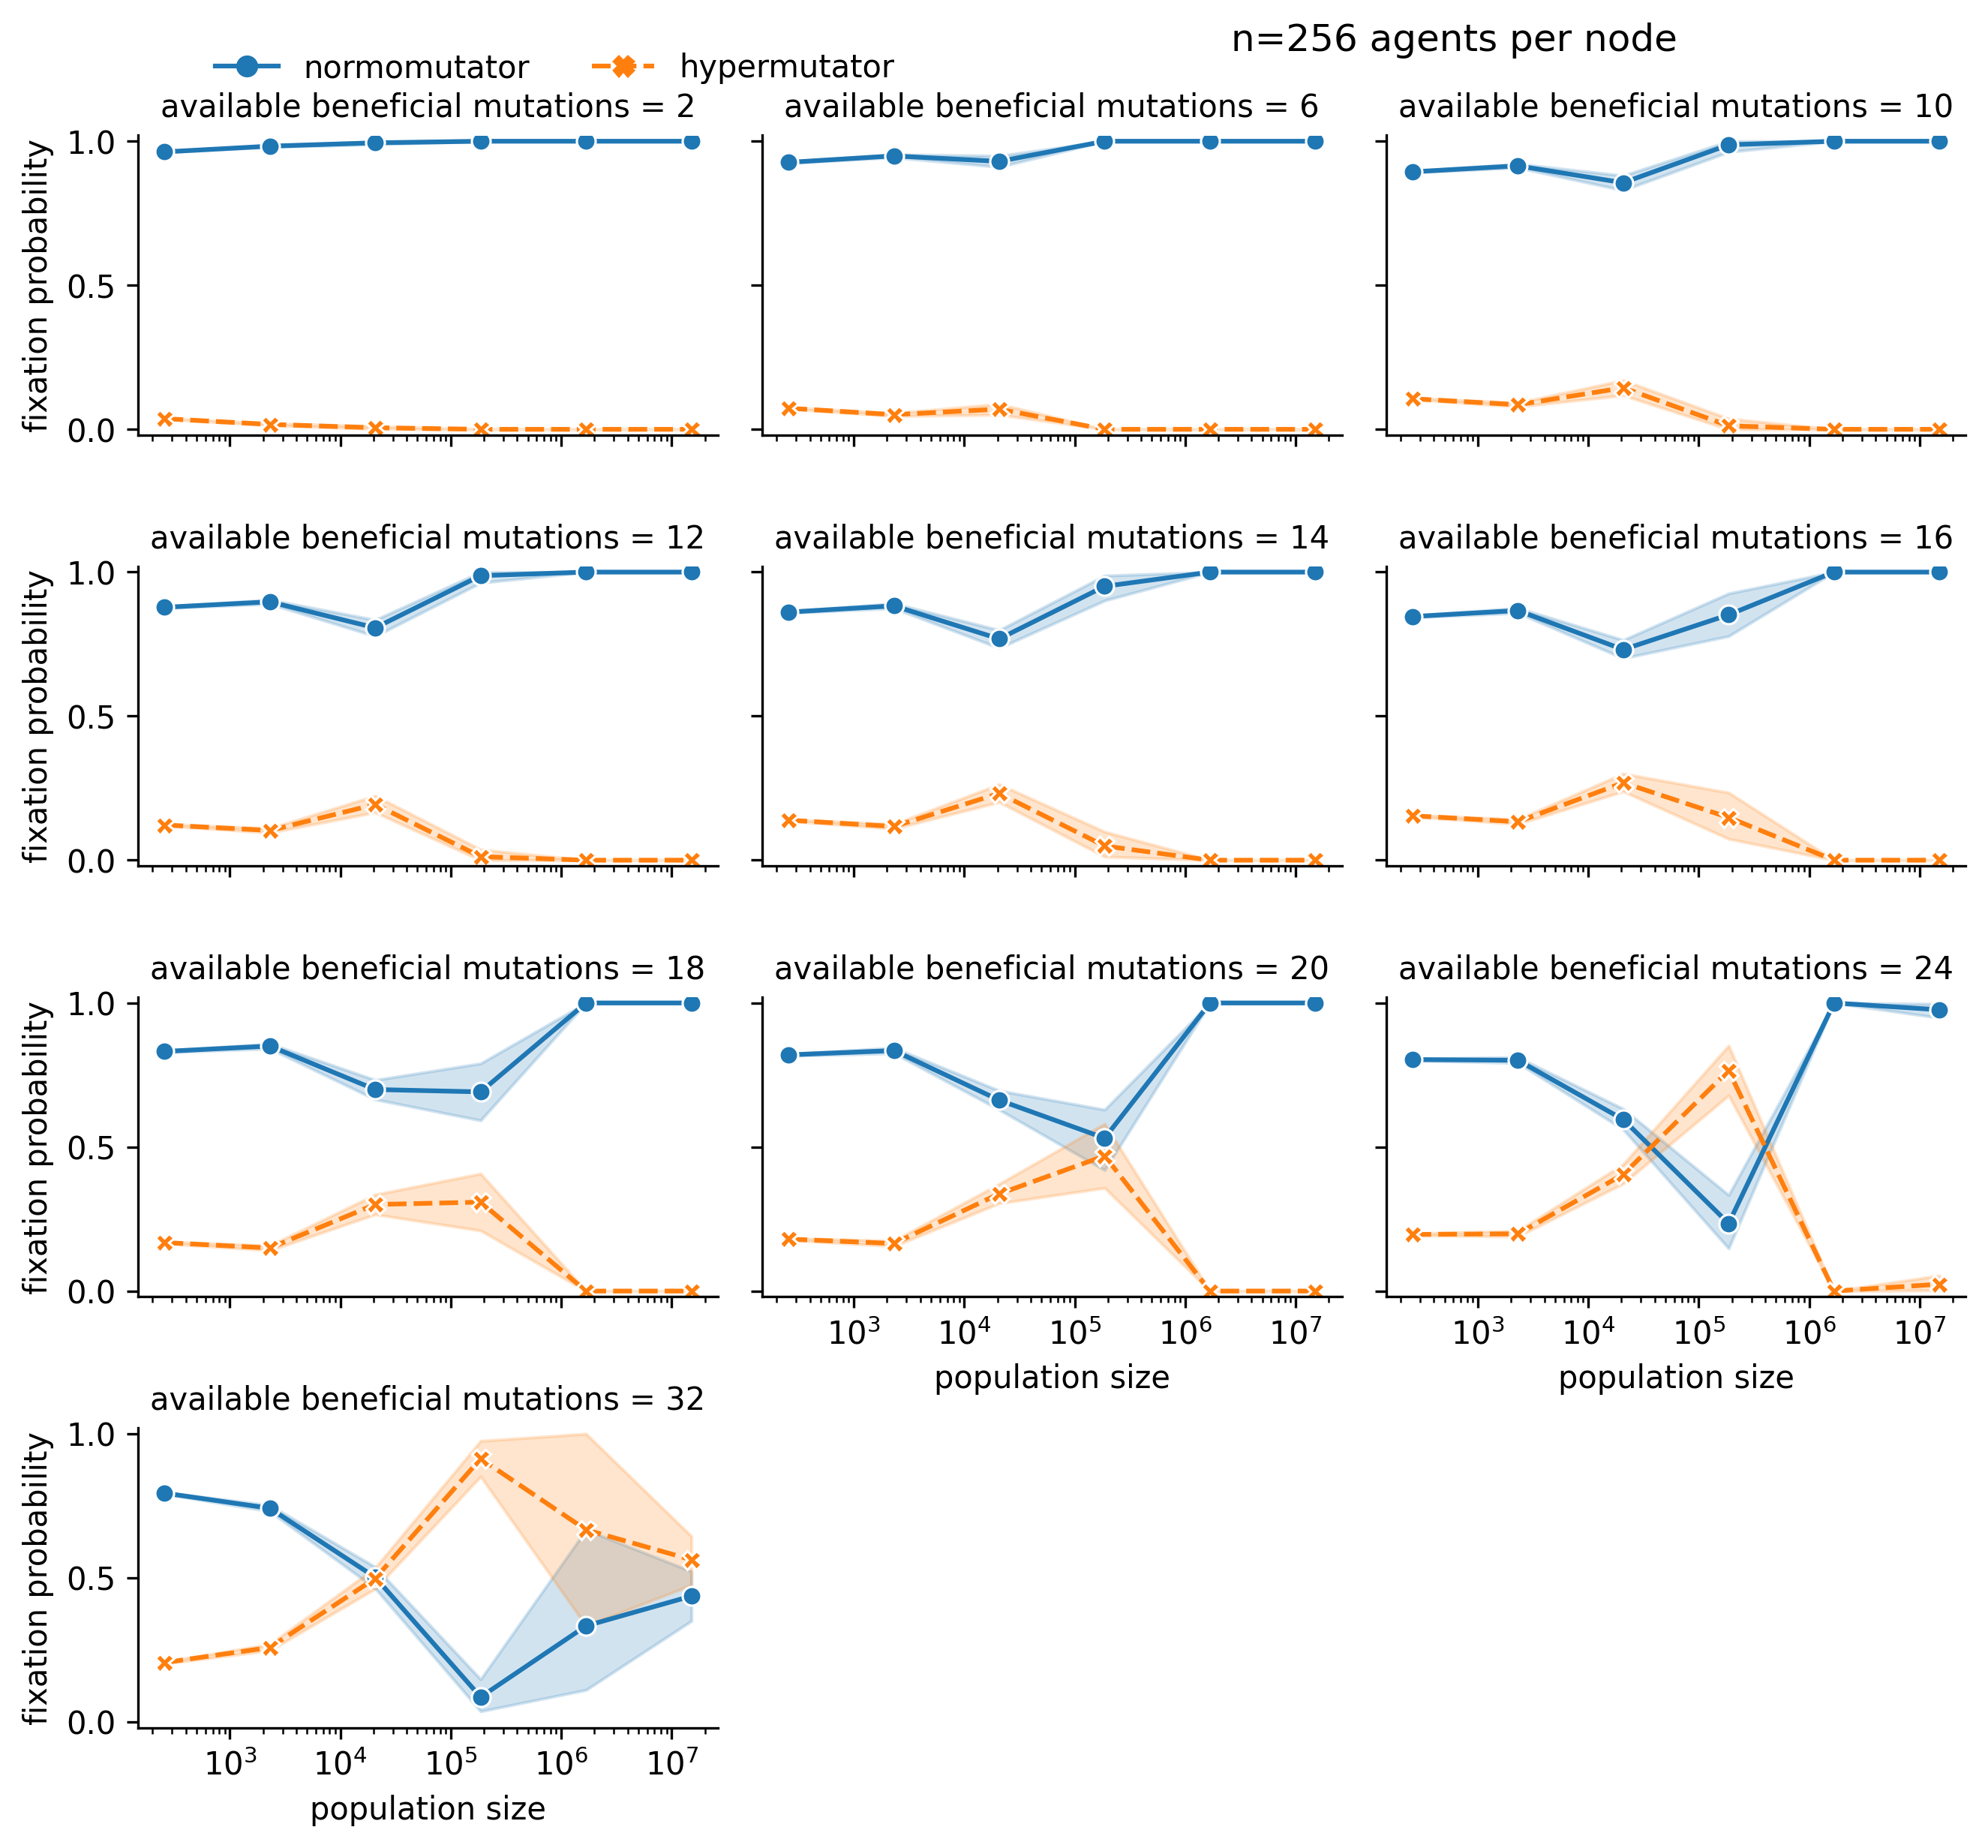 n=256 agents per node
normomutator hypermutator
available beneficial mutations = 2
available beneficial mutations = 6
available beneficial mutations = 10
fixation probability
1.0
0.5
0.0
available beneficial mutations = 12
available beneficial mutations = 14
available beneficial mutations = 16
fixation probability
1.0
0.5
0.0
available beneficial mutations = 18
available beneficial mutations = 20
available beneficial mutations = 24
fixation probability
1.0
0.5
0.0
10³ 10⁴ 10⁵ 10⁶ 10⁷
population size
10³ 10⁴ 10⁵ 10⁶ 10⁷
population size
available beneficial mutations = 32
fixation probability
1.0
0.5
0.0
10³ 10⁴ 10⁵ 10⁶ 10⁷
population size